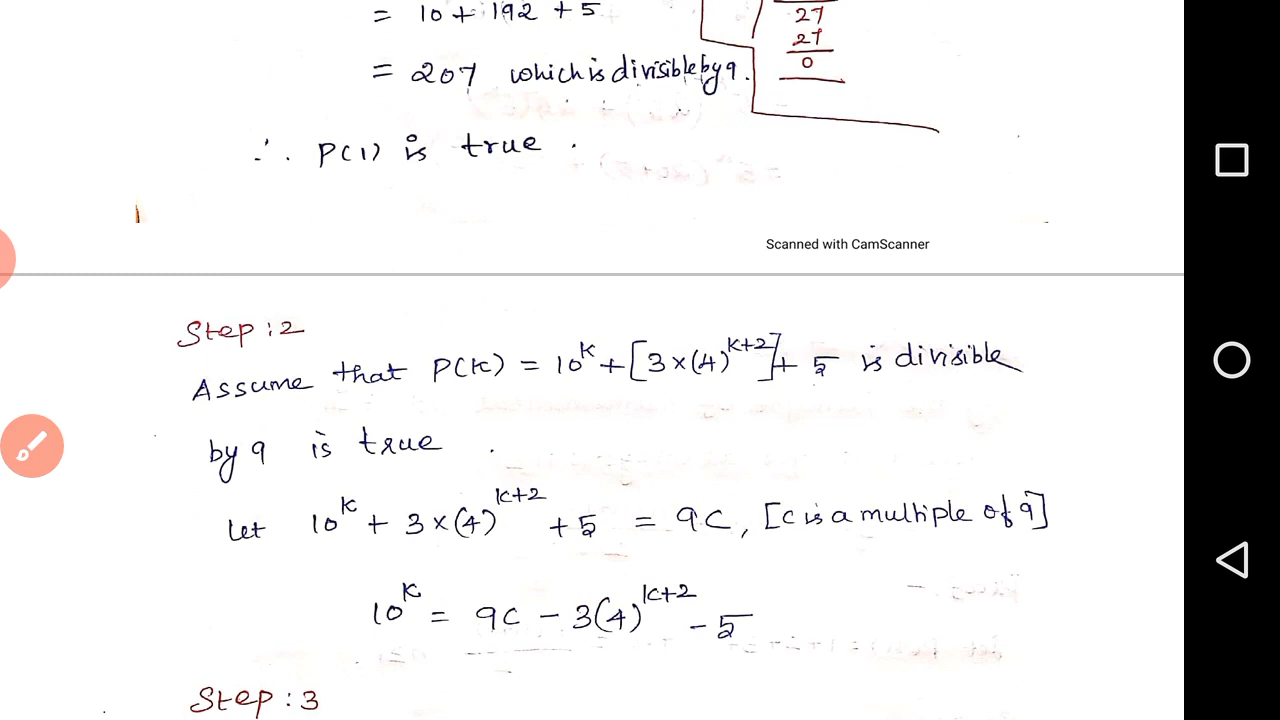 = 10 + 192 + 5
27
27
0
= 207 which is divisible by 9.
∴ P(1) is true.
Scanned with CamScanner
Step : 2
Assume that P(k) = 10^k + [3×(4)^k+2] + 5 is divisible
by 9 is true.
Let 10^k + 3×(4)^k+2 + 5 = 9C, [C is a multiple of 9]
10^k = 9C - 3(4)^k+2 - 5
Step : 3